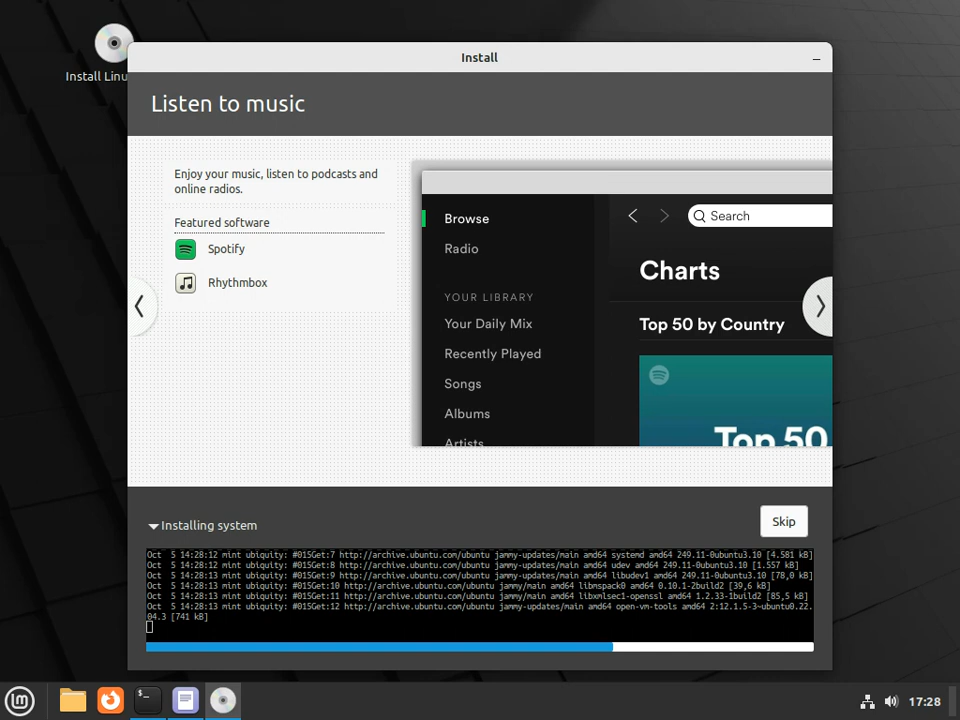 Install Linu
Install
Listen to music
Enjoy your music, listen to podcasts and
online radios.
Featured software
Spotify
Rhythmbox
Browse
Radio
YOUR LIBRARY
Your Daily Mix
Recently Played
Songs
Albums
Artists
Search
Charts
Top 50 by Country
Top 50
Installing system
Skip
Oct  5 14:28:12 mint ubiquity: #015Get:7 http://archive.ubuntu.com/ubuntu jammy-updates/main amd64 systemd amd64 249.11-0ubuntu3.10 [4.581 kB]
Oct  5 14:28:12 mint ubiquity: #015Get:8 http://archive.ubuntu.com/ubuntu jammy-updates/main amd64 udev amd64 249.11-0ubuntu3.10 [1.557 kB]
Oct  5 14:28:13 mint ubiquity: #015Get:9 http://archive.ubuntu.com/ubuntu jammy-updates/main amd64 libudev1 amd64 249.11-0ubuntu3.10 [78,0 kB]
Oct  5 14:28:13 mint ubiquity: #015Get:10 http://archive.ubuntu.com/ubuntu jammy/main amd64 libmspack0 amd64 0.10.1-2build2 [39,6 kB]
Oct  5 14:28:13 mint ubiquity: #015Get:11 http://archive.ubuntu.com/ubuntu jammy/main amd64 libxmlsec1-openssl amd64 1.2.33-1build2 [85,5 kB]
Oct  5 14:28:13 mint ubiquity: #015Get:12 http://archive.ubuntu.com/ubuntu jammy-updates/main amd64 open-vm-tools amd64 2:12.1.5-3~ubuntu0.22.
04.3 [741 kB]
17:28